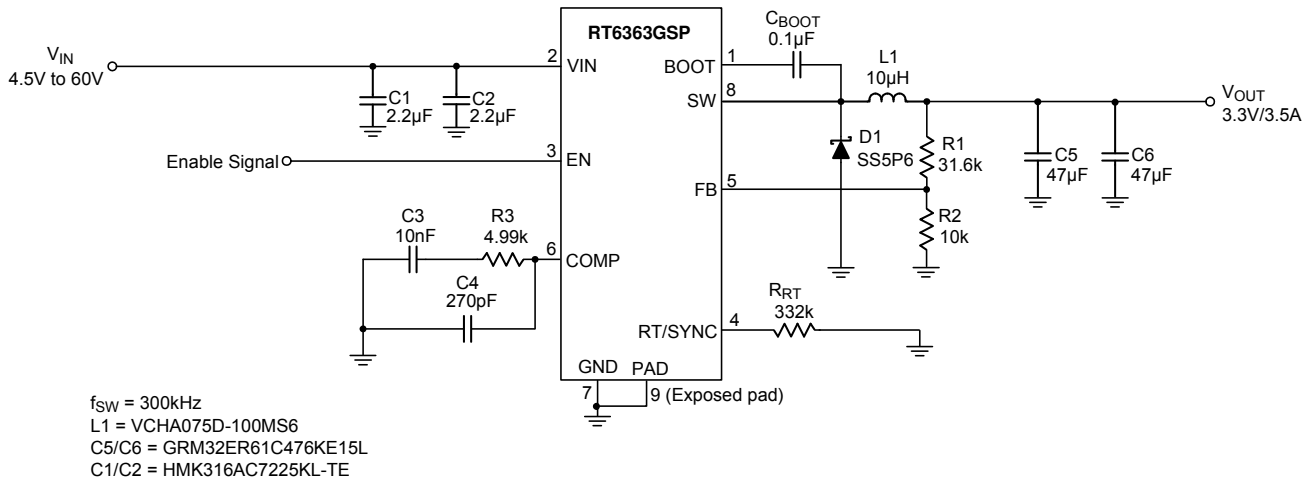 RT6363GSP
V_IN
4.5V to 60V
2
VIN
C1
2.2µF
C2
2.2µF
Enable Signal
3
EN
C3
10nF
R3
4.99k
6
COMP
C4
270pF
GND
PAD
7
9 (Exposed pad)
C_BOOT
0.1µF
BOOT
1
SW
8
L1
10µH
V_OUT
3.3V/3.5A
D1
SS5P6
R1
31.6k
C5
47µF
C6
47µF
FB
5
R2
10k
R_RT
332k
RT/SYNC
4
f_SW = 300kHz
L1 = VCHA075D-100MS6
C5/C6 = GRM32ER61C476KE15L
C1/C2 = HMK316AC7225KL-TE